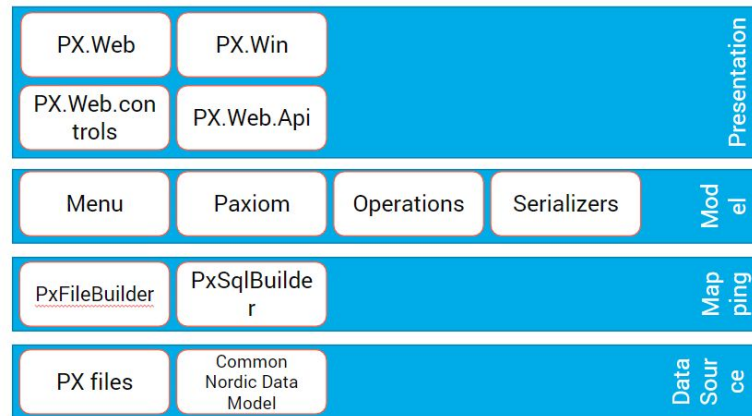 PX.Web
PX.Win
PX.Web.con
trols
PX.Web.Api
Presentation
Menu
Paxiom
Operations
Serializers
Mod
el
PxFileBuilder
PxSqlBuilde
r
Map
ping
PX files
Common
Nordic Data
Model
Data
Sour
ce